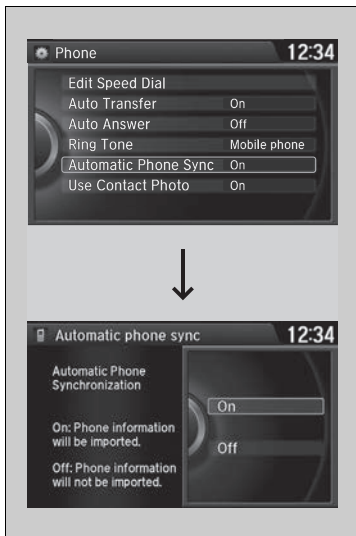 Phone 12:34
Edit Speed Dial
Auto Transfer On
Auto Answer Off
Ring Tone Mobile phone
Automatic Phone Sync On
Use Contact Photo On
Automatic phone sync 12:34
Automatic Phone
Synchronization
On: Phone information
will be imported.
Off: Phone information
will not be imported.
On
Off